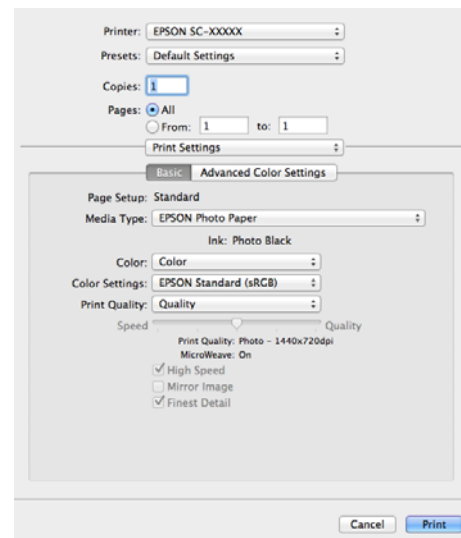 Printer: EPSON SC-XXXXX
Presets: Default Settings
Copies: 1
Pages: All
From: 1 to: 1
Print Settings
Basic Advanced Color Settings
Page Setup: Standard
Media Type: EPSON Photo Paper
Ink: Photo Black
Color: Color
Color Settings: EPSON Standard (sRGB)
Print Quality: Quality
Speed Quality
Print Quality: Photo - 1440x720dpi
MicroWeave: On
High Speed
Mirror Image
Finest Detail
Cancel Print